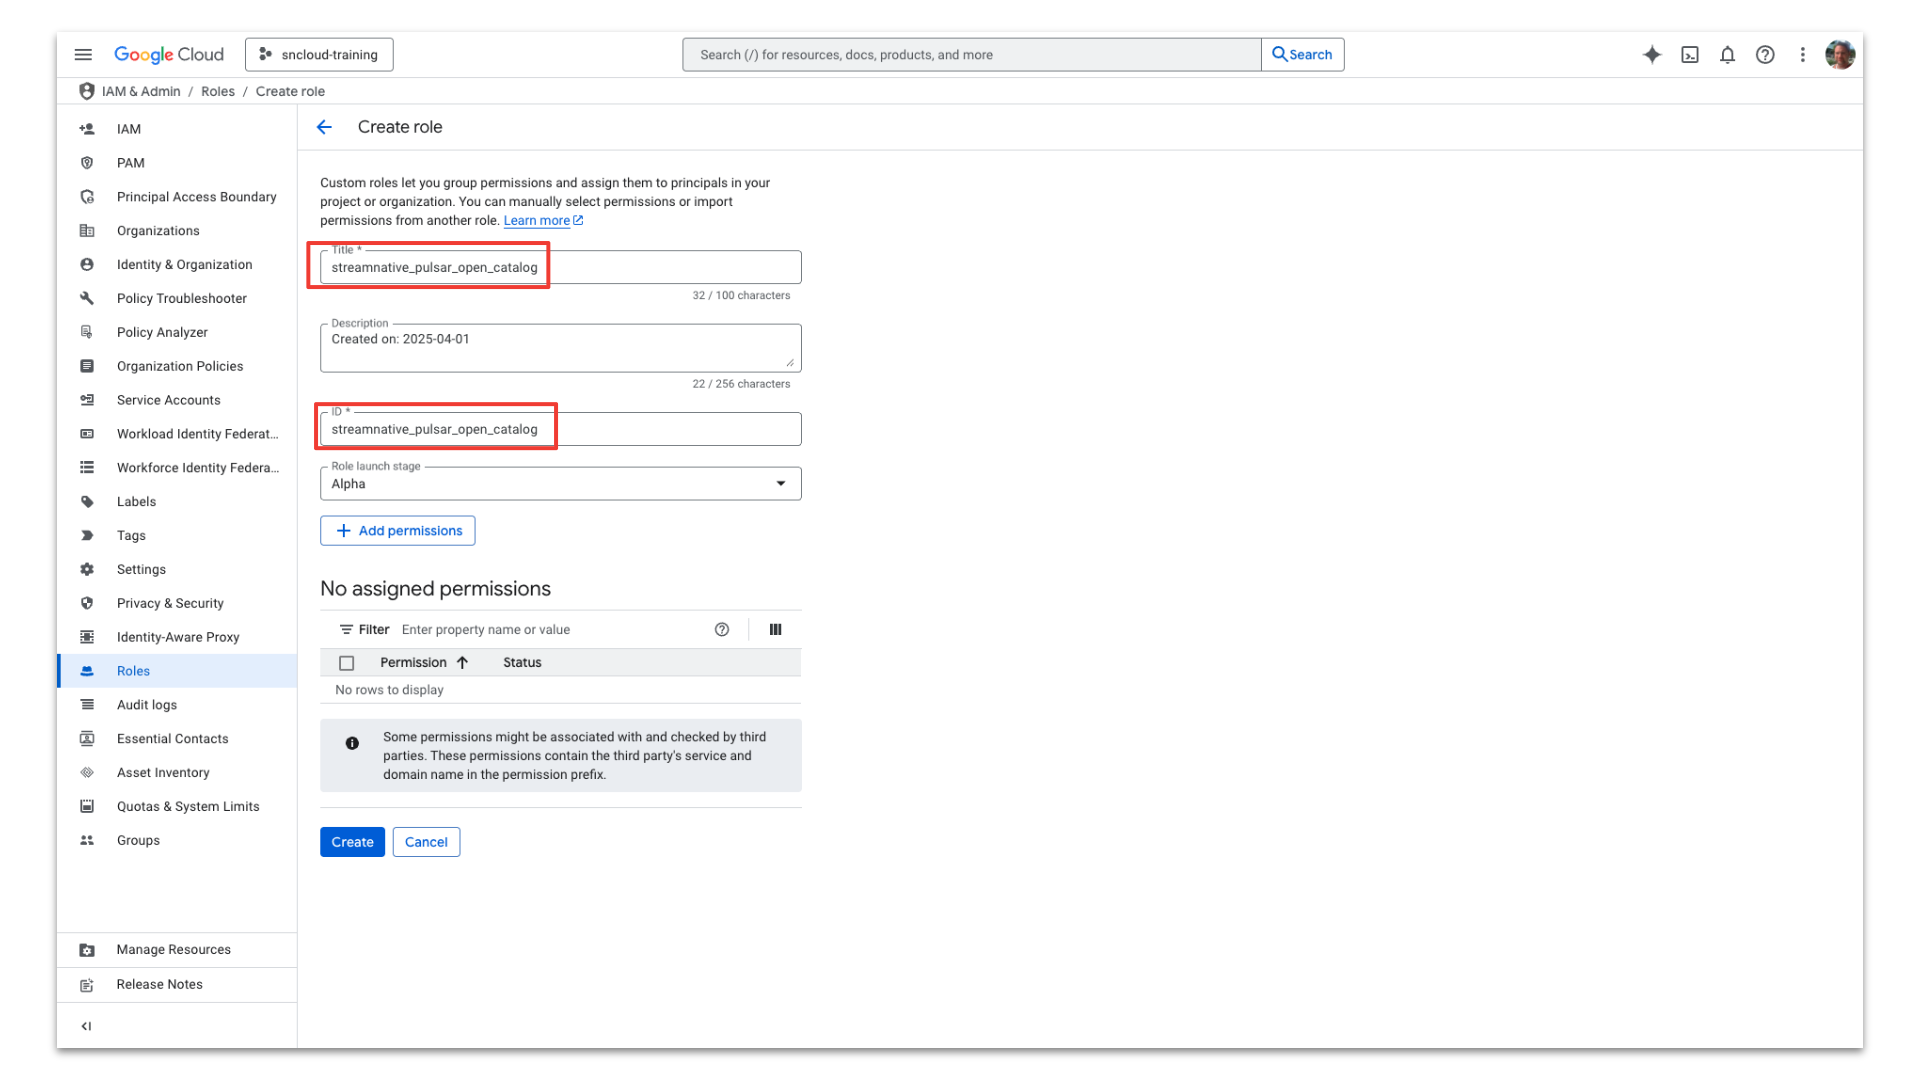 Google Cloud
sncloud-training
Search (/) for resources, docs, products, and more
Search
IAM & Admin / Roles / Create role
IAM
PAM
Principal Access Boundary
Organizations
Identity & Organization
Policy Troubleshooter
Policy Analyzer
Organization Policies
Service Accounts
Workload Identity Federat...
Workforce Identity Federa...
Labels
Tags
Settings
Privacy & Security
Identity-Aware Proxy
Roles
Audit logs
Essential Contacts
Asset Inventory
Quotas & System Limits
Groups
Manage Resources
Release Notes
Create role
Custom roles let you group permissions and assign them to principals in your
project or organization. You can manually select permissions or import
permissions from another role. Learn more
Title *
streamnative_pulsar_open_catalog
32 / 100 characters
Description
Created on: 2025-04-01
22 / 256 characters
ID *
streamnative_pulsar_open_catalog
Role launch stage
Alpha
Add permissions
No assigned permissions
Filter Enter property name or value
Permission Status
No rows to display
Some permissions might be associated with and checked by third
parties. These permissions contain the third party's service and
domain name in the permission prefix.
Create Cancel